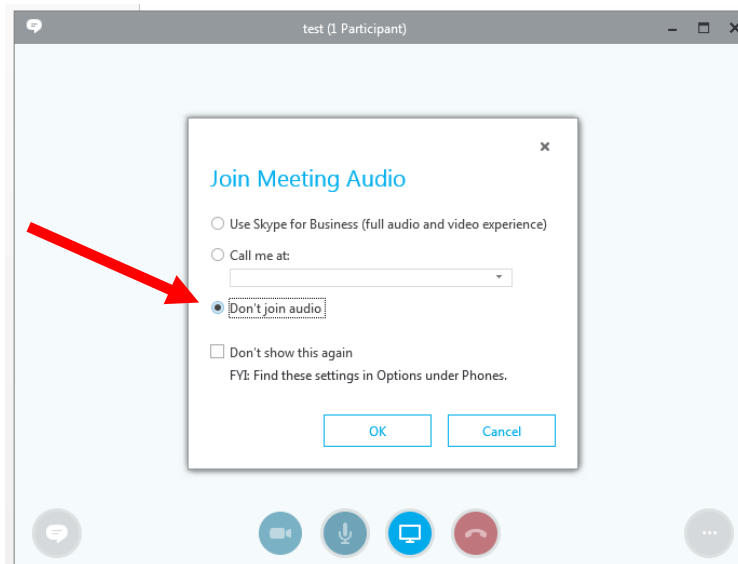 test (1 Participant)
Join Meeting Audio
Use Skype for Business (full audio and video experience)
Call me at:
Don't join audio
Don't show this again
FYI: Find these settings in Options under Phones.
OK
Cancel